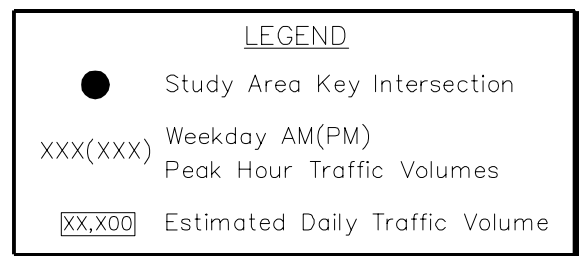 LEGEND
Study Area Key Intersection
XXX(XXX) Weekday AM(PM)
Peak Hour Traffic Volumes
XX,X00 Estimated Daily Traffic Volume